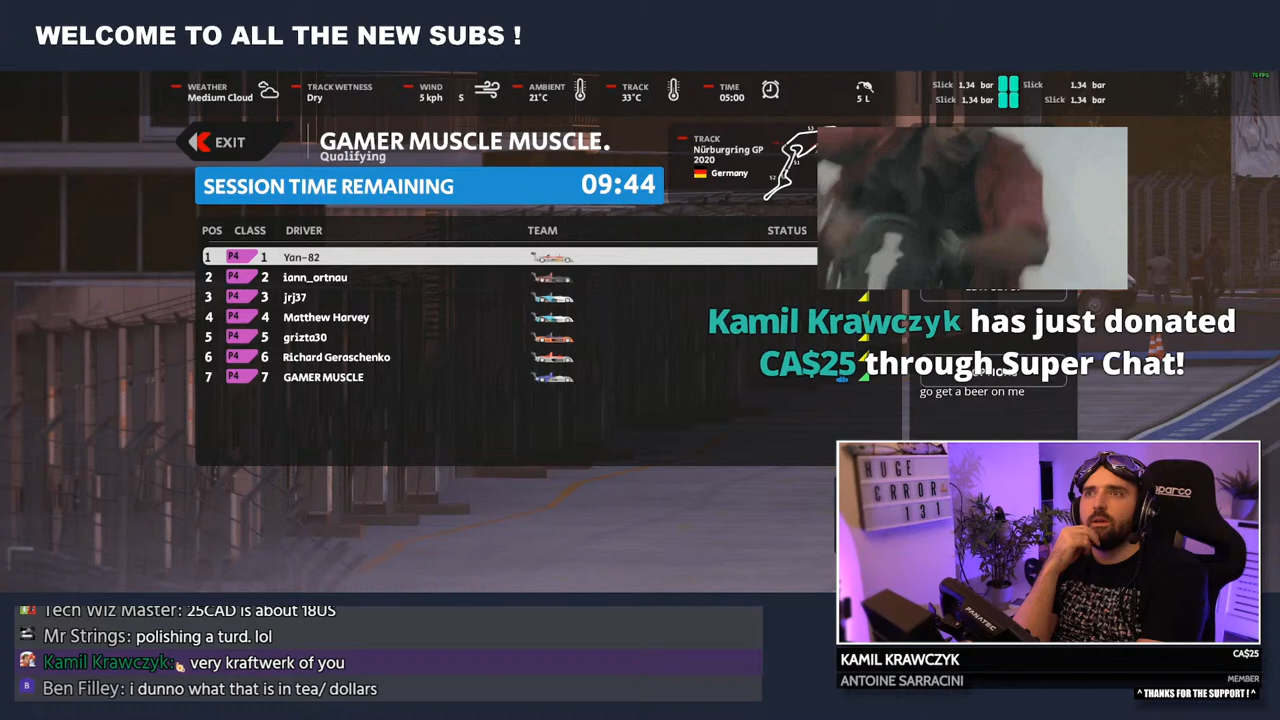 WELCOME TO ALL THE NEW SUBS !
WEATHER
Medium Cloud
TRACK WETNESS
Dry
WIND
5 kph
S
AMBIENT
21°C
TRACK
33°C
TIME
05:00
5 L
Slick 1.34 bar
1.34 bar
Slick 1.34 bar
Slick 1.34 bar
76 FPS
EXIT
GAMER MUSCLE MUSCLE.
Qualifying
SESSION TIME REMAINING 09:44
TRACK
Nürburgring GP
2020
Germany
S1
S2
S3
POS CLASS DRIVER TEAM STATUS
1 P4 1 Yan-82
2 P4 2 iann_ortnau
3 P4 3 jrj37
4 P4 4 Matthew Harvey
5 P4 5 grizta30
6 P4 6 Richard Geraschenko
7 P4 7 GAMER MUSCLE
Kamil Krawczyk has just donated
CA$25 through Super Chat!
go get a beer on me
HUGE
ERROR
131
sparco
FANATEC
Tech Wiz Master: 25CAD is about 18US
Mr Strings: polishing a turd. lol
Kamil Krawczyk: very kraftwerk of you
Ben Filley: i dunno what that is in tea/ dollars
KAMIL KRAWCZYK CA$25
ANTOINE SARRACINI MEMBER
^ THANKS FOR THE SUPPORT ! ^